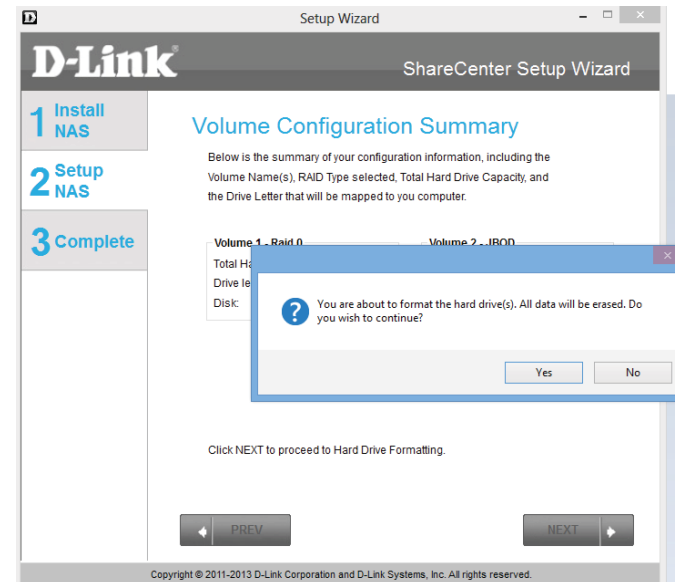 Setup Wizard
D-Link®
ShareCenter Setup Wizard
1 Install
NAS
2 Setup
NAS
3 Complete
Volume Configuration Summary
Below is the summary of your configuration information, including the
Volume Name(s), RAID Type selected, Total Hard Drive Capacity, and
the Drive Letter that will be mapped to you computer.
Volume 1 - Raid 0
Volume 2 - JBOD
Total
Drive
Disk:
You are about to format the hard drive(s). All data will be erased. Do
you wish to continue?
Yes
No
Click NEXT to proceed to Hard Drive Formatting.
PREV
NEXT
Copyright © 2011-2013 D-Link Corporation and D-Link Systems, Inc. All rights reserved.